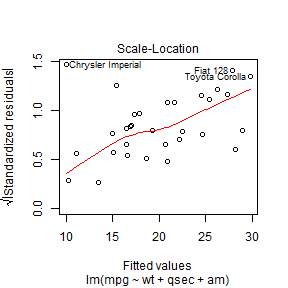 Scale-Location
√|Standardized residuals|
1.5
1.0
0.5
0.0
Chrysler Imperial
Fiat 128
Toyota Corolla
10
15
20
25
30
Fitted values
lm(mpg ~ wt + qsec + am)